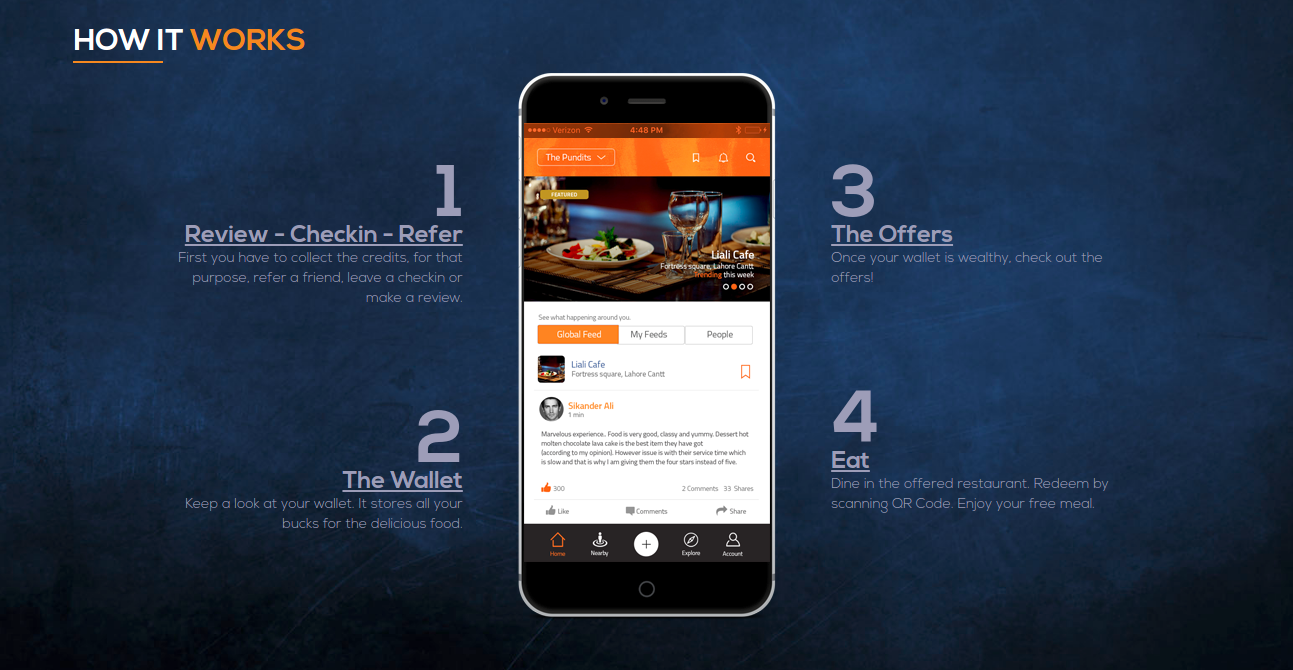 HOW IT WORKS
1
Review - Checkin - Refer
First you have to collect the credits, for that
purpose, refer a friend, leave a checkin or
make a review.
2
The Wallet
Keep a look at your wallet. It stores all your
bucks for the delicious food.
Verizon 4:48 PM
The Pundits
FEATURED
Liali Cafe
Fortress square, Lahore Cantt
Trending this week
See what happening around you.
Global Feed My Feeds People
Liali Cafe
Fortress square, Lahore Cantt
Sikander Ali
1 min
Marvelous experience.. Food is very good, classy and yummy. Dessert hot
molten chocolate lava cake is the best item they have got
(according to my opinion). However issue is with their service time which
is slow and that is why I am giving them the four stars instead of five.
300 2 Comments 33 Shares
Like Comments Share
Home Nearby Explore Account
3
The Offers
Once your wallet is wealthy, check out the
offers!
4
Eat
Dine in the offered restaurant. Redeem by
scanning QR Code. Enjoy your free meal.